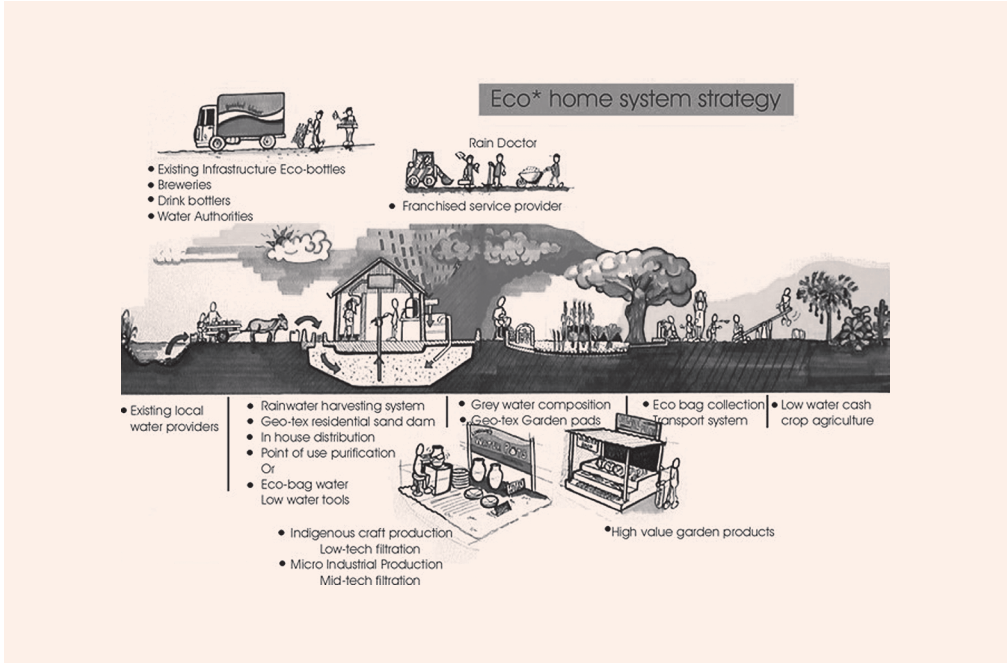 Eco* home system strategy
• Existing Infrastructure Eco-bottles
• Breweries
• Drink bottlers
• Water Authorities
Rain Doctor
• Franchised service provider
• Existing local
water providers
• Rainwater harvesting system
• Geo-tex residential sand dam
• In house distribution
• Point of use purification
Or
• Eco-bag water
Low water tools
• Grey water composition
• Geo-tex Garden pads
• Eco bag collection
transport system
• Low water cash
crop agriculture
• Indigenous craft production
Low-tech filtration
• Micro Industrial Production
Mid-tech filtration
• High value garden products